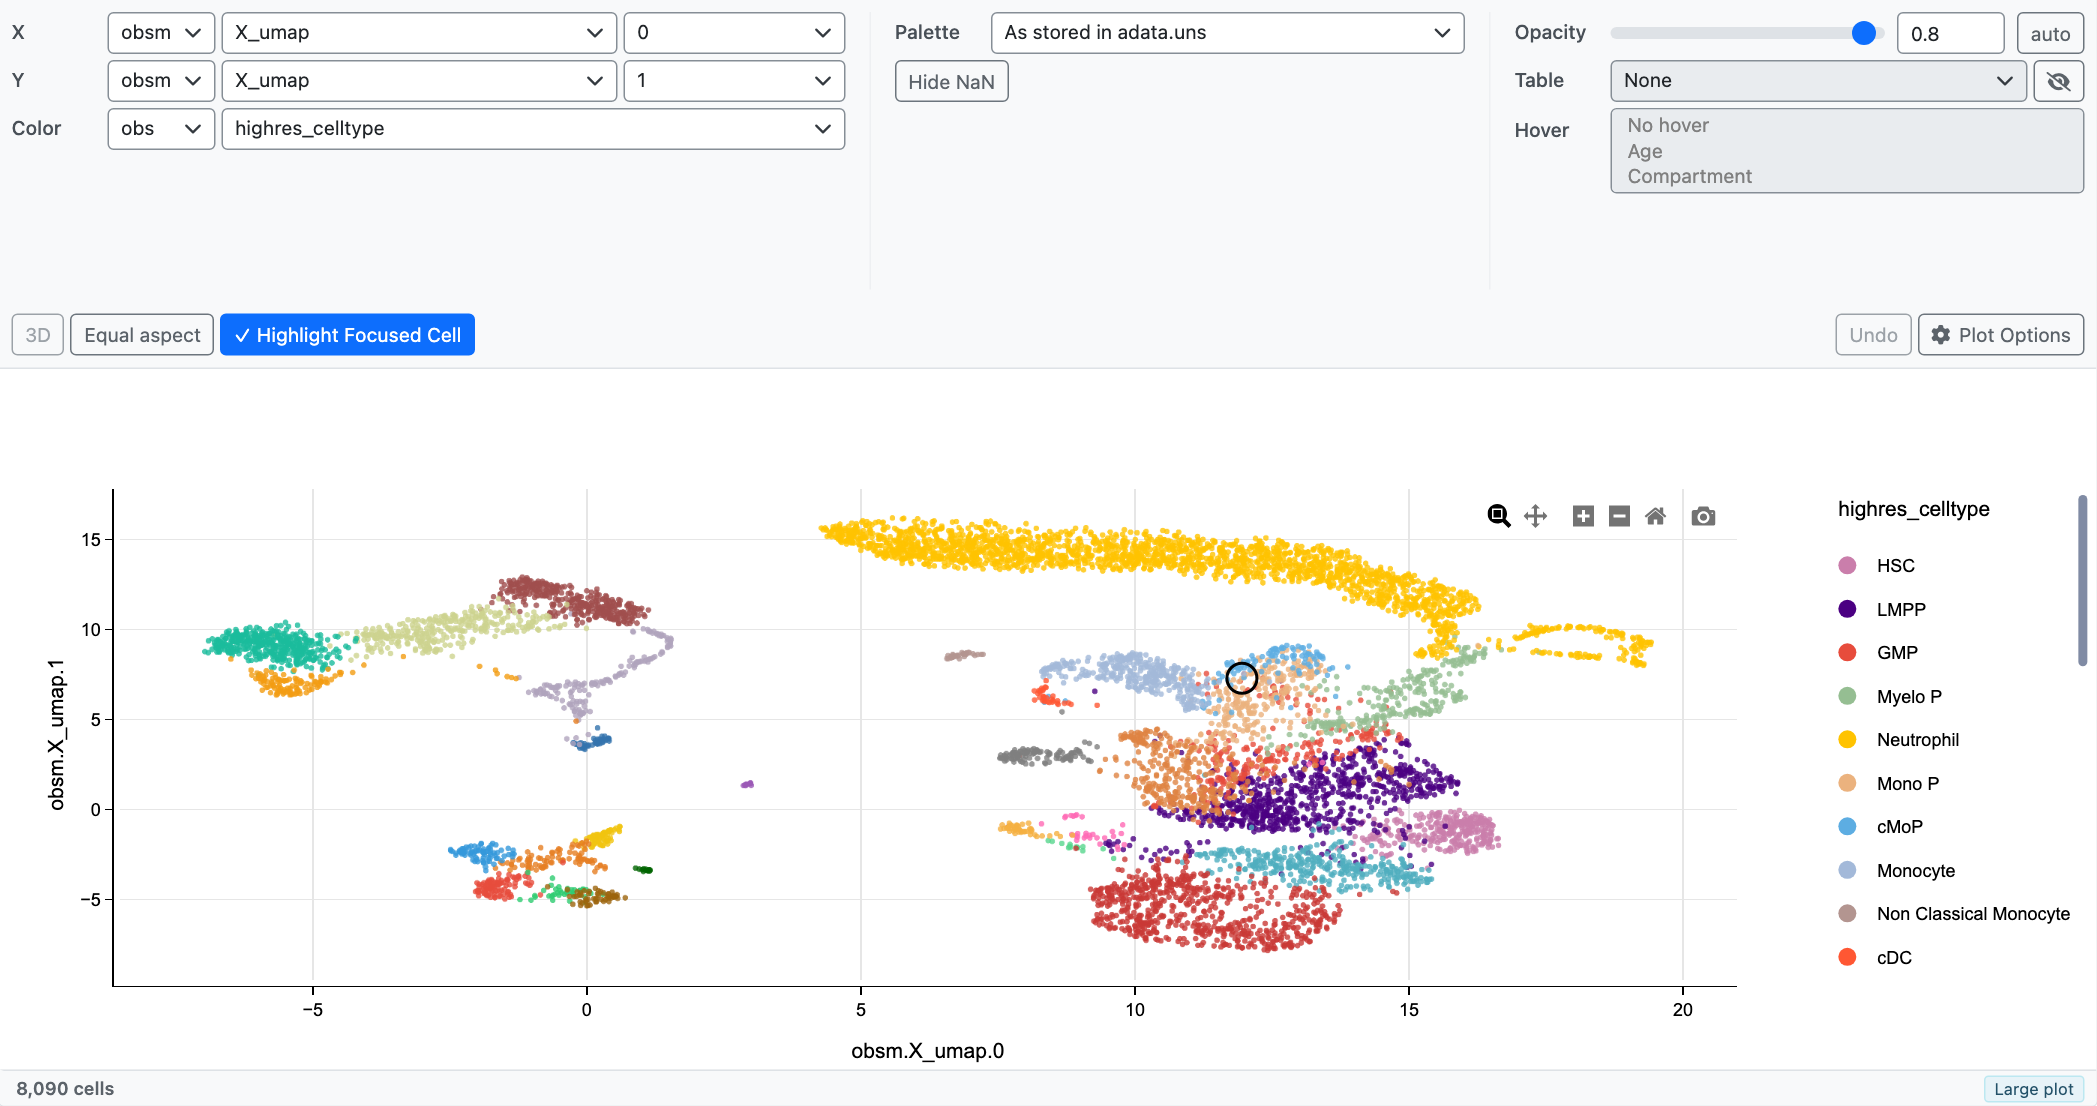 X obsm X_umap 0
Y obsm X_umap 1
Color obs highres_celltype
Palette As stored in adata.uns
Hide NaN
Opacity 0.8 auto
Table None
Hover No hover
Age
Compartment
3D Equal aspect ✓ Highlight Focused Cell Undo Plot Options
15
10
5
0
−5
obsm.X_umap.1
−5 0 5 10 15 20
obsm.X_umap.0
highres_celltype
HSC
LMPP
GMP
Myelo P
Neutrophil
Mono P
cMoP
Monocyte
Non Classical Monocyte
cDC
8,090 cells Large plot